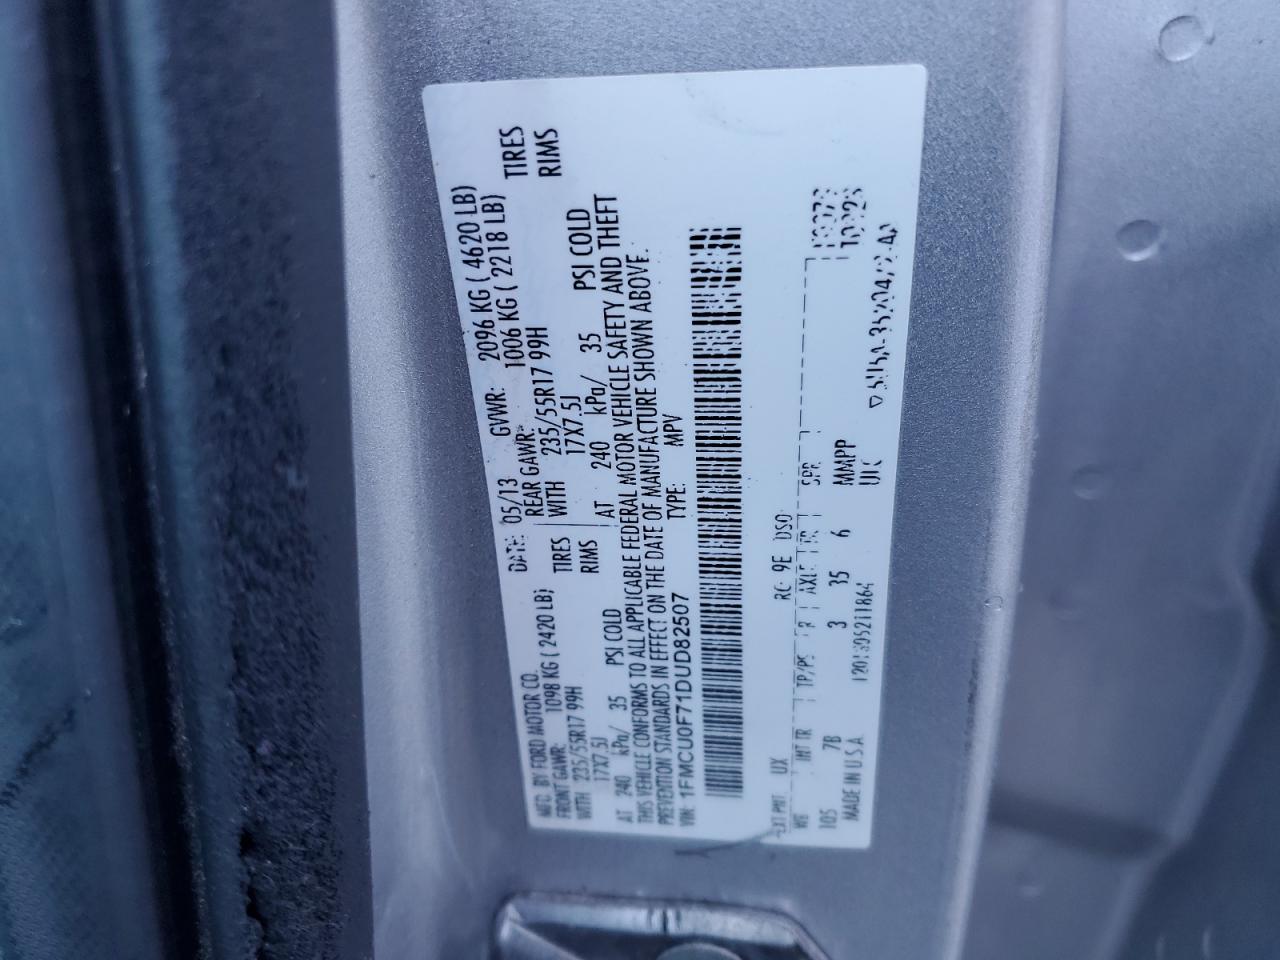 MFD. BY FORD MOTOR CO.
DATE: 05/13 GVWR: 2096 KG ( 4620 LB)
FRONT GAWR: 1098 KG ( 2420 LB) REAR GAWR: 1006 KG ( 2218 LB)
WITH 235/55R17 99H TIRES WITH 235/55R17 99H TIRES
17X7.5J RIMS 17X7.5J RIMS
AT 240 kPa/ 35 PSI COLD AT 240 kPa/ 35 PSI COLD
THIS VEHICLE CONFORMS TO ALL APPLICABLE FEDERAL MOTOR VEHICLE SAFETY AND THEFT
PREVENTION STANDARDS IN EFFECT ON THE DATE OF MANUFACTURE SHOWN ABOVE.
VIN: 1FMCU0F71DUD82507 TYPE: MPV
EXT PNT: UX RC: 9E DSO:
WB INT TR TP/PS R AXLE TR SPR
105 7B 3 35 6 MMPP
MADE IN U.S.A. UTC